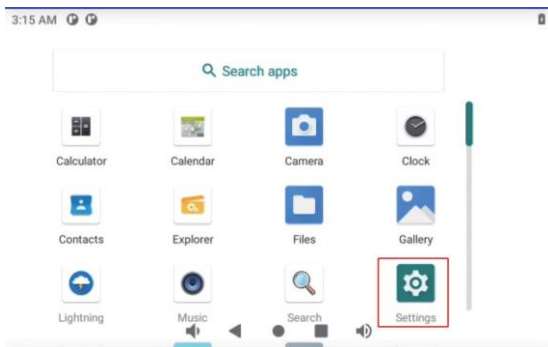 3:15 AM
Search apps
Calculator Calendar Camera Clock
Contacts Explorer Files Gallery
Lightning Music Search Settings